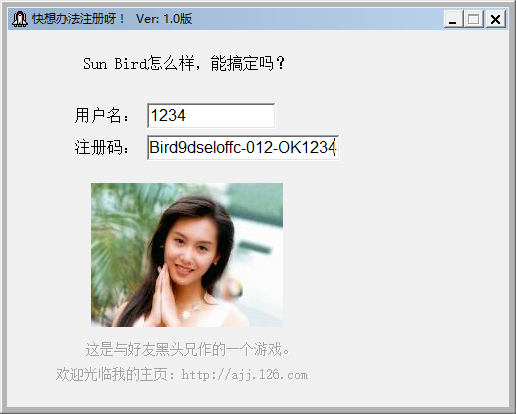 快想办法注册呀！ Ver: 1.0版
Sun Bird怎么样，能搞定吗？
用户名： 1234
注册码： Bird9dseloffc-012-OK1234
这是与好友黑头兄作的一个游戏。
欢迎光临我的主页：http://ajj.126.com